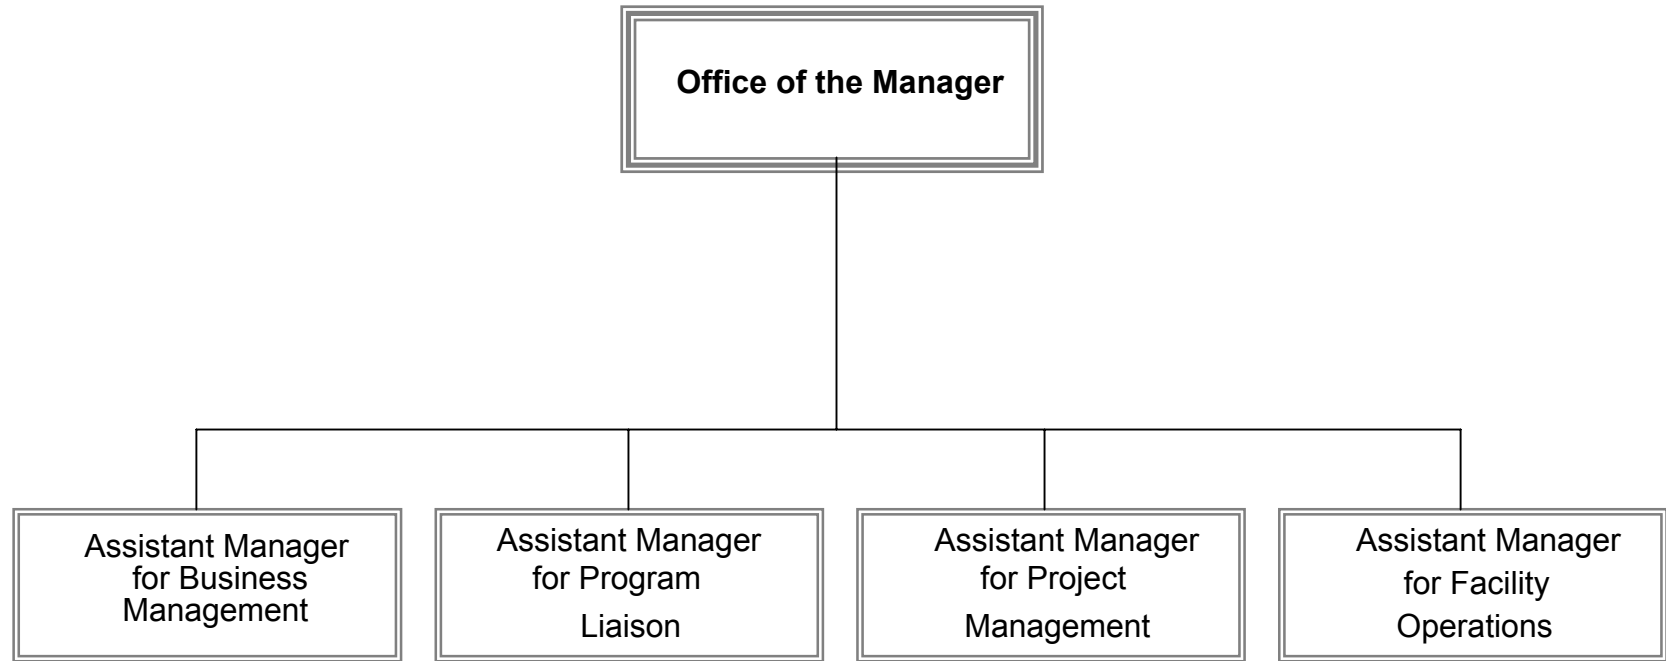 Office of the Manager
Assistant Manager
for Business
Management
Assistant Manager
for Program
Liaison
Assistant Manager
for Project
Management
Assistant Manager
for Facility
Operations